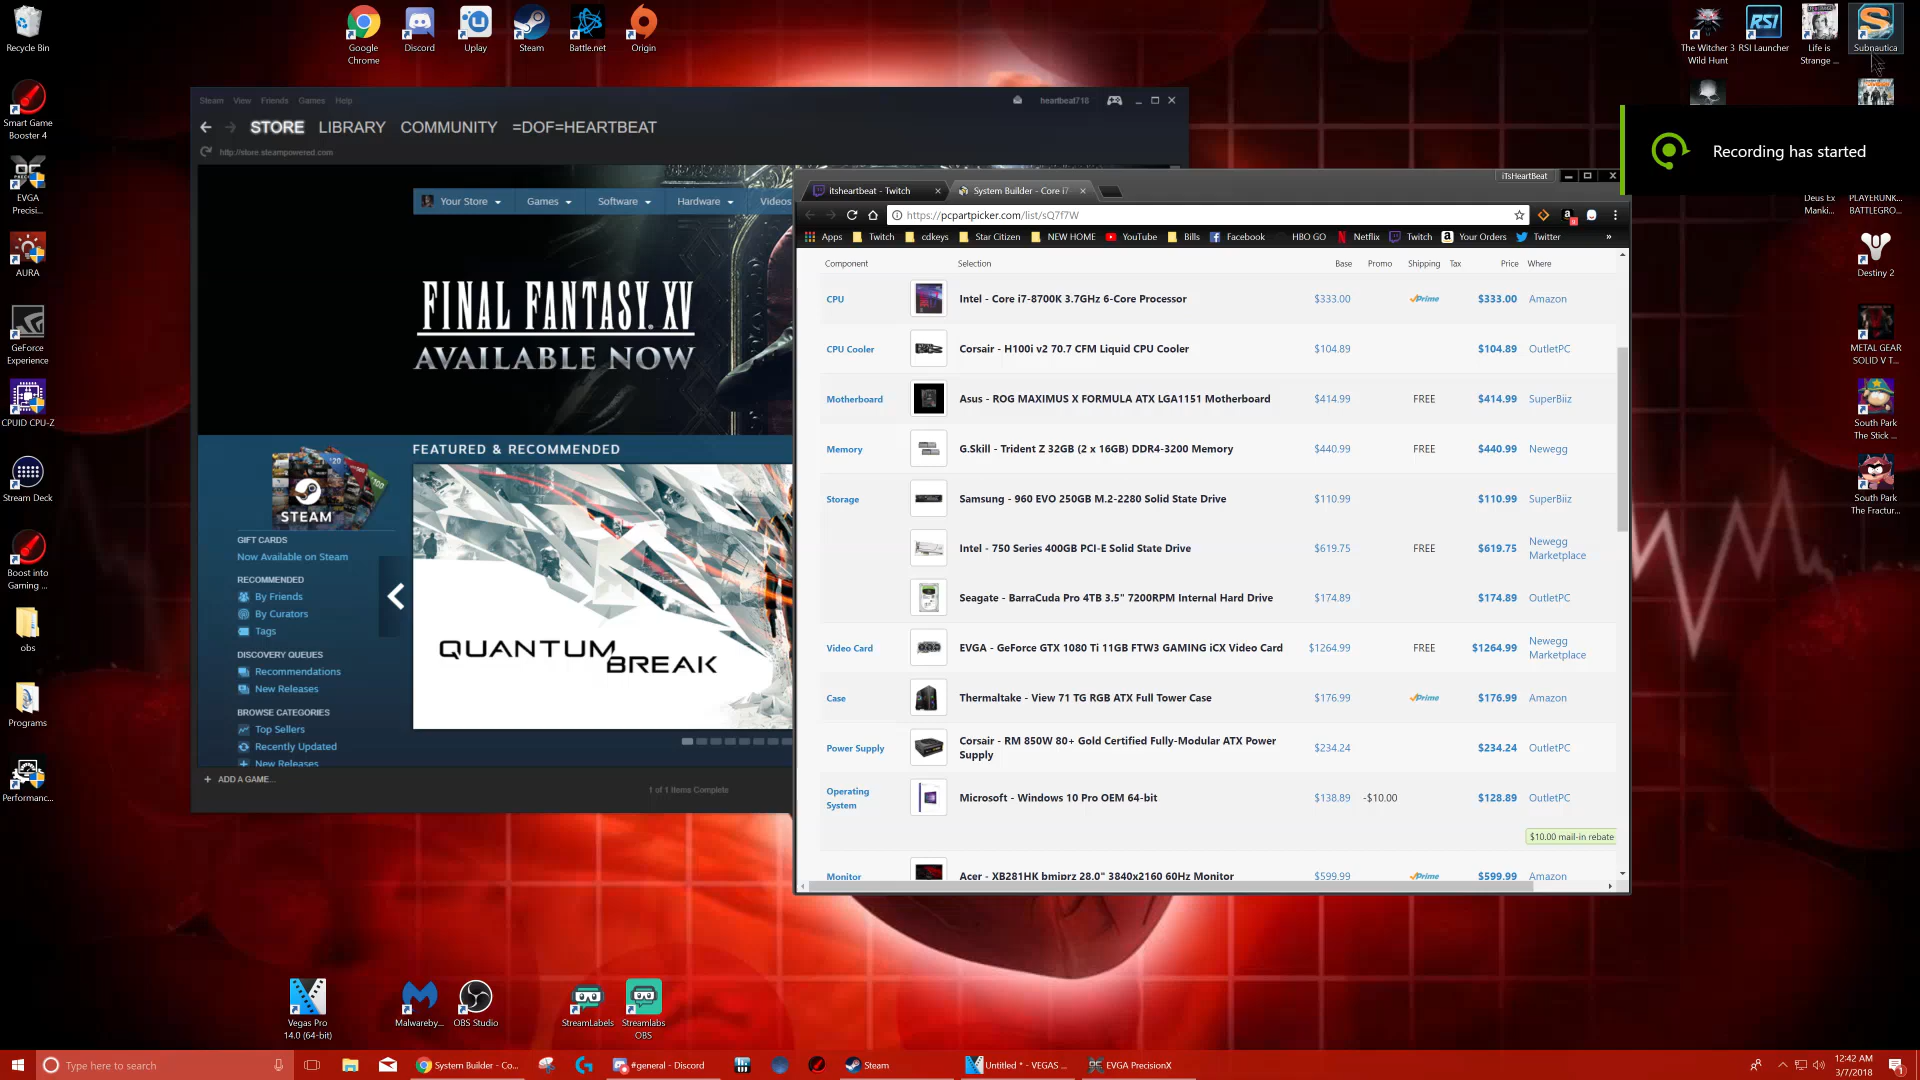 Recycle Bin
Google Chrome
Discord
Uplay
Steam
Battle.net
Origin
The Witcher 3 Wild Hunt
RSI Launcher
Life is Strange ...
Subnautica
Smart Game Booster 4
EVGA Precisi...
AURA
GeForce Experience
CPUID CPU-Z
Stream Deck
Boost into Gaming ...
obs
Programs
Performanc...
Recording has started
Deus Ex Manki...
PLAYERUNK... BATTLEGRO...
Destiny 2
METAL GEAR SOLID V T...
South Park The Stick ...
South Park The Fractur...
Steam View Friends Games Help
heartbeat718
STORE LIBRARY COMMUNITY =DOF=HEARTBEAT
http://store.steampowered.com
Your Store Games Software Hardware Videos
FINAL FANTASY XV
AVAILABLE NOW
FEATURED & RECOMMENDED
STEAM
GIFT CARDS
Now Available on Steam
RECOMMENDED
By Friends
By Curators
Tags
DISCOVERY QUEUES
Recommendations
New Releases
BROWSE CATEGORIES
Top Sellers
Recently Updated
New Releases
QUANTUM BREAK
+ ADD A GAME...
1 of 1 Items Complete
itsheartbeat - Twitch
System Builder - Core i7
iTsHeartBeat
https://pcpartpicker.com/list/sQ7f7W
Apps Twitch cdkeys Star Citizen NEW HOME YouTube Bills Facebook HBO GO Netflix Twitch Your Orders Twitter »
Component Selection Base Promo Shipping Tax Price Where
CPU Intel - Core i7-8700K 3.7GHz 6-Core Processor $333.00 Prime $333.00 Amazon
CPU Cooler Corsair - H100i v2 70.7 CFM Liquid CPU Cooler $104.89 $104.89 OutletPC
Motherboard Asus - ROG MAXIMUS X FORMULA ATX LGA1151 Motherboard $414.99 FREE $414.99 SuperBiiz
Memory G.Skill - Trident Z 32GB (2 x 16GB) DDR4-3200 Memory $440.99 FREE $440.99 Newegg
Storage Samsung - 960 EVO 250GB M.2-2280 Solid State Drive $110.99 $110.99 SuperBiiz
Intel - 750 Series 400GB PCI-E Solid State Drive $619.75 FREE $619.75 Newegg Marketplace
Seagate - BarraCuda Pro 4TB 3.5" 7200RPM Internal Hard Drive $174.89 $174.89 OutletPC
Video Card EVGA - GeForce GTX 1080 Ti 11GB FTW3 GAMING iCX Video Card $1264.99 FREE $1264.99 Newegg Marketplace
Case Thermaltake - View 71 TG RGB ATX Full Tower Case $176.99 Prime $176.99 Amazon
Power Supply Corsair - RM 850W 80+ Gold Certified Fully-Modular ATX Power Supply $234.24 $234.24 OutletPC
Operating System Microsoft - Windows 10 Pro OEM 64-bit $138.89 -$10.00 $128.89 OutletPC
$10.00 mail-in rebate
Monitor Acer - XB281HK bmiprz 28.0" 3840x2160 60Hz Monitor $599.99 Prime $599.99 Amazon
Vegas Pro 14.0 (64-bit)
Malwareby...
OBS Studio
StreamLabels
Streamlabs OBS
Type here to search
System Builder - Co...
#general - Discord
Steam
Untitled * - VEGAS ...
EVGA PrecisionX
12:42 AM
3/7/2018